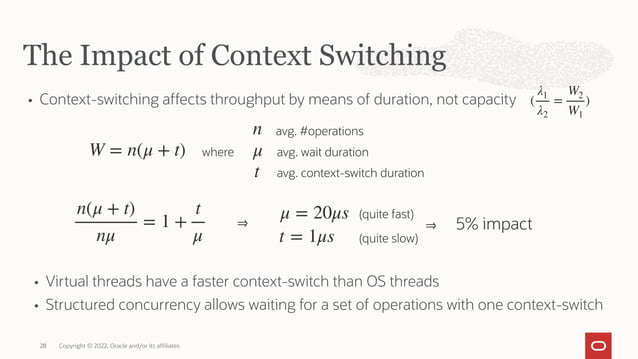 The Impact of Context Switching
• Context-switching affects throughput by means of duration, not capacity (λ₁/λ₂ = W₂/W₁)
n avg. #operations
W = n(μ + t) where μ avg. wait duration
t avg. context-switch duration
n(μ + t)/nμ = 1 + t/μ ⇒ μ = 20μs (quite fast) ⇒ 5% impact
t = 1μs (quite slow)
• Virtual threads have a faster context-switch than OS threads
• Structured concurrency allows waiting for a set of operations with one context-switch
28 Copyright © 2022, Oracle and/or its affiliates